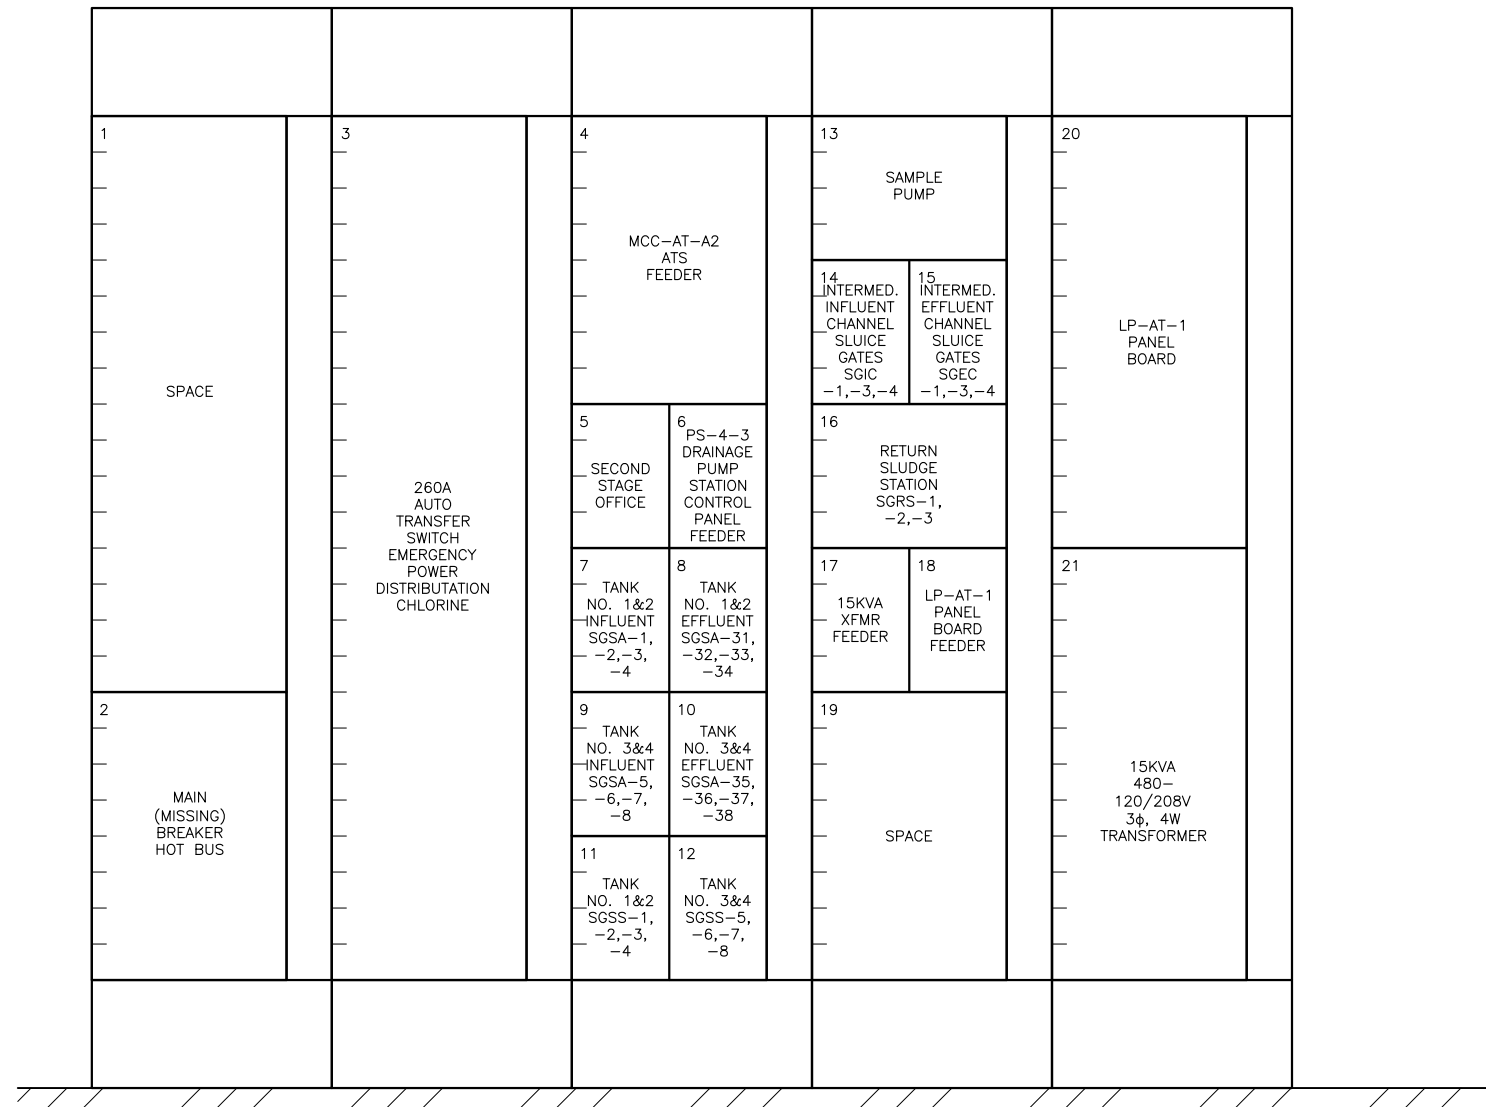 1
SPACE
2
MAIN
(MISSING)
BREAKER
HOT BUS
3
260A
AUTO
TRANSFER
SWITCH
EMERGENCY
POWER
DISTRIBUTATION
CHLORINE
4
MCC-AT-A2
ATS
FEEDER
5
SECOND
STAGE
OFFICE
6
PS-4-3
DRAINAGE
PUMP
STATION
CONTROL
PANEL
FEEDER
7
TANK
NO. 1&2
INFLUENT
SGSA-1,
-2,-3,
-4
8
TANK
NO. 1&2
EFFLUENT
SGSA-31,
-32,-33,
-34
9
TANK
NO. 3&4
INFLUENT
SGSA-5,
-6,-7,
-8
10
TANK
NO. 3&4
EFFLUENT
SGSA-35,
-36,-37,
-38
11
TANK
NO. 1&2
SGSS-1,
-2,-3,
-4
12
TANK
NO. 3&4
SGSS-5,
-6,-7,
-8
13
SAMPLE
PUMP
14
INTERMED.
INFLUENT
CHANNEL
SLUICE
GATES
SGIC
-1,-3,-4
15
INTERMED.
EFFLUENT
CHANNEL
SLUICE
GATES
SGEC
-1,-3,-4
16
RETURN
SLUDGE
STATION
SGRS-1,
-2,-3
17
15KVA
XFMR
FEEDER
18
LP-AT-1
PANEL
BOARD
FEEDER
19
SPACE
20
LP-AT-1
PANEL
BOARD
21
15KVA
480-
120/208V
3ϕ, 4W
TRANSFORMER